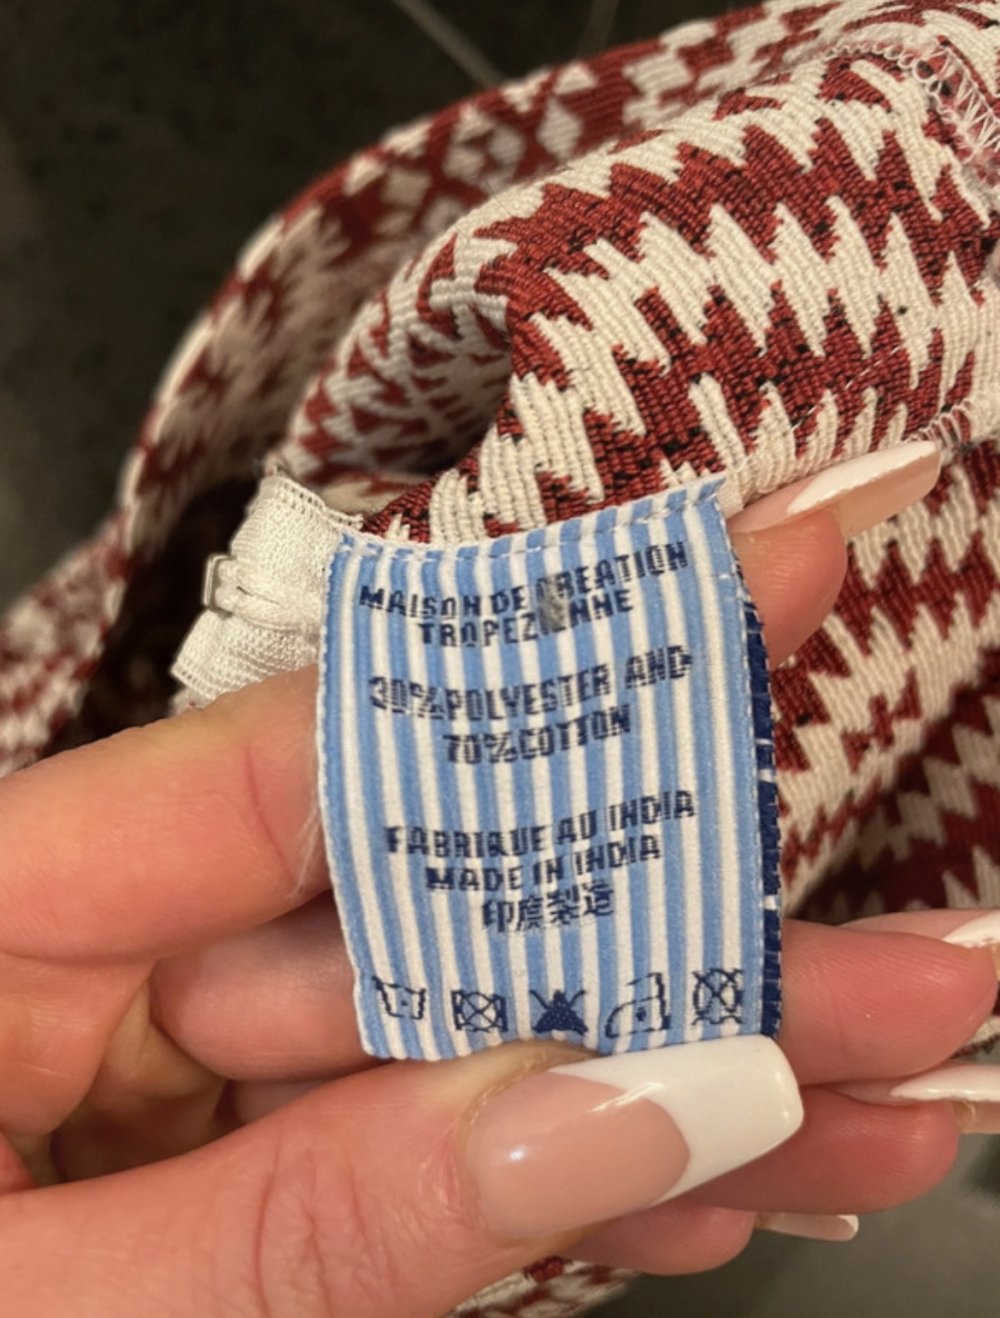 MAISON DE CREATION
TROPEZIENNE
30%POLYESTER AND
70%COTTON
FABRIQUE AU INDIA
MADE IN INDIA
印度製造